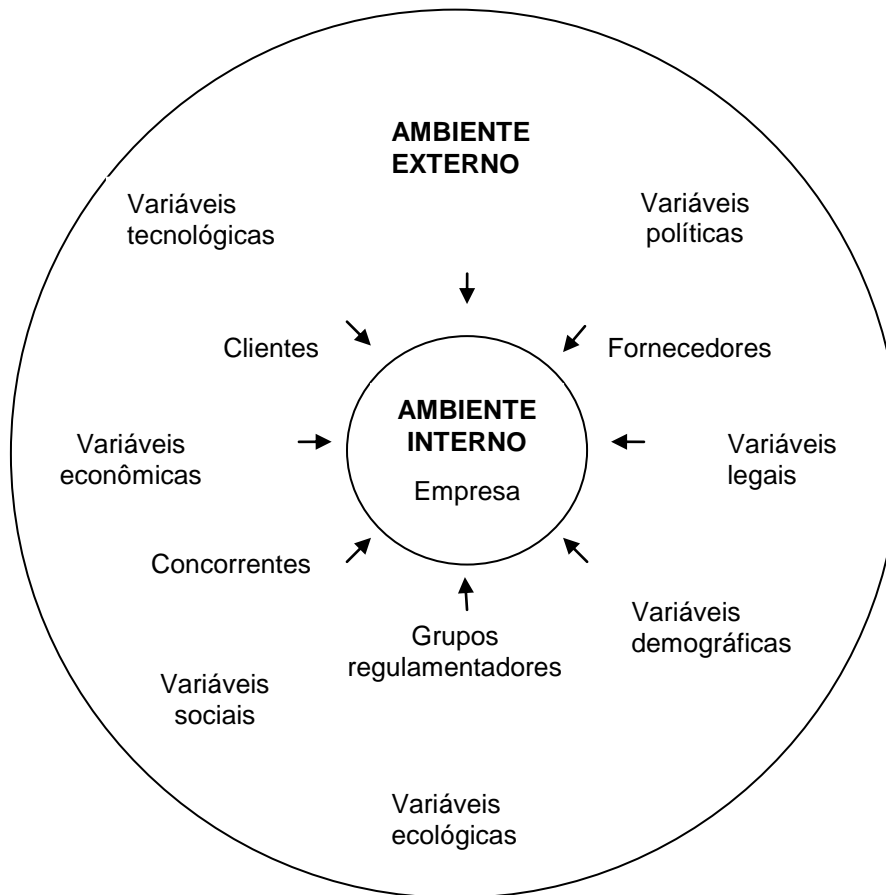 AMBIENTE
EXTERNO
Variáveis
tecnológicas
Variáveis
políticas
Clientes
Fornecedores
AMBIENTE
INTERNO
Empresa
Variáveis
econômicas
Variáveis
legais
Concorrentes
Grupos
regulamentadores
Variáveis
demográficas
Variáveis
sociais
Variáveis
ecológicas